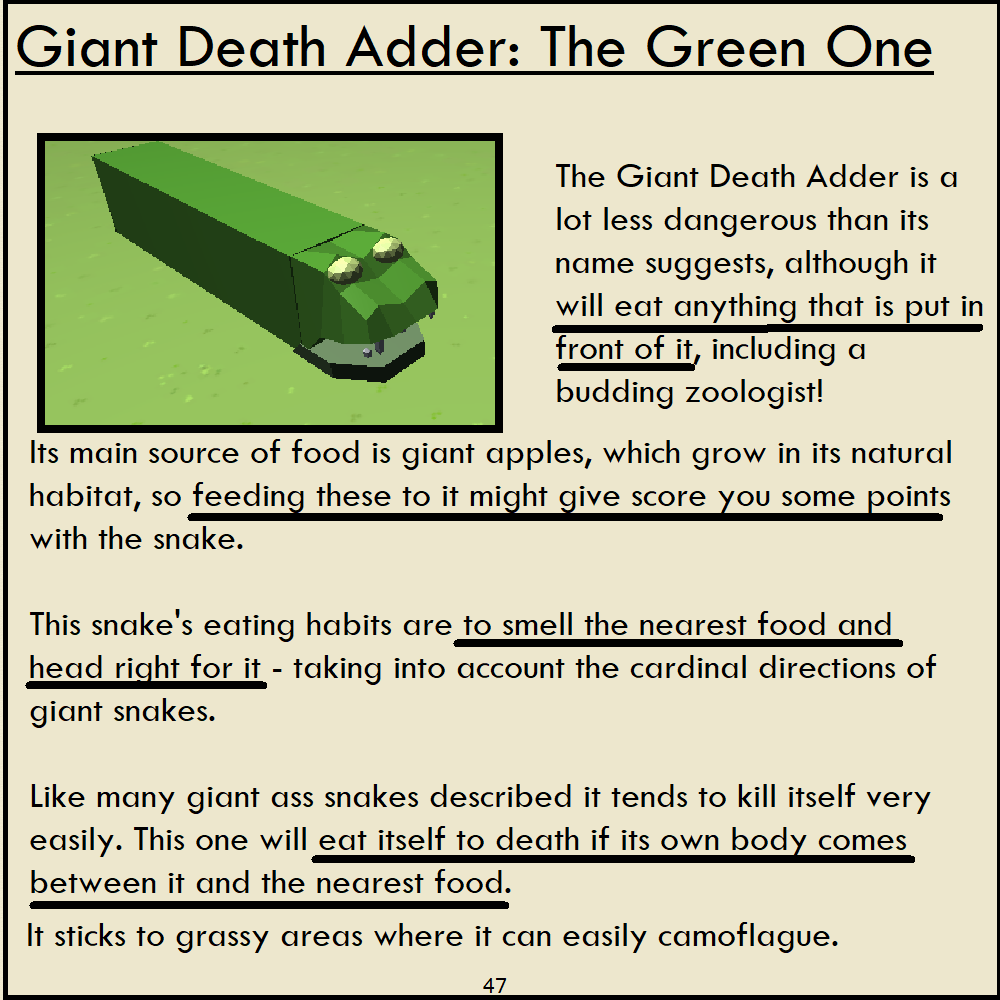 Giant Death Adder: The Green One
The Giant Death Adder is a
lot less dangerous than its
name suggests, although it
will eat anything that is put in
front of it, including a
budding zoologist!
Its main source of food is giant apples, which grow in its natural
habitat, so feeding these to it might give score you some points
with the snake.
This snake's eating habits are to smell the nearest food and
head right for it - taking into account the cardinal directions of
giant snakes.
Like many giant ass snakes described it tends to kill itself very
easily. This one will eat itself to death if its own body comes
between it and the nearest food.
It sticks to grassy areas where it can easily camoflague.
47